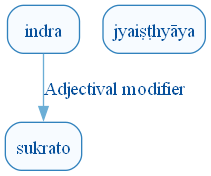 indra
jyaiṣṭhyāya
Adjectival modifier
sukrato